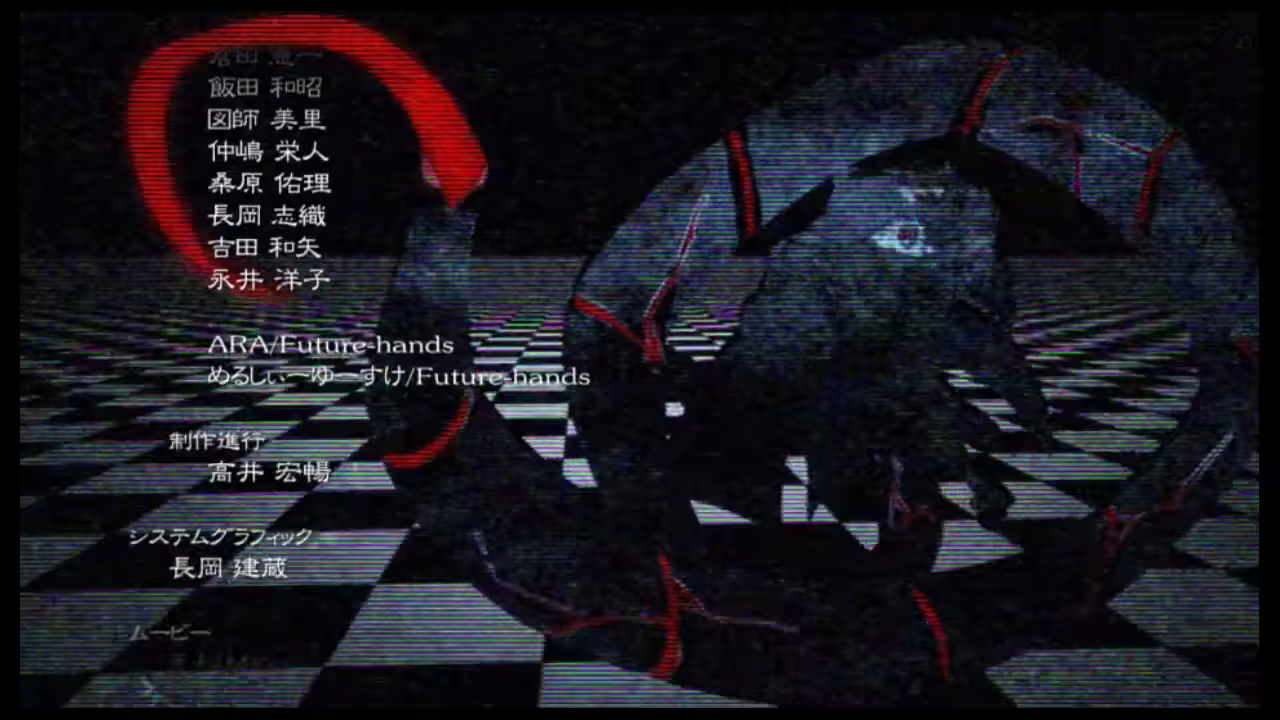 飯田 和昭
図師 美里
仲嶋 栄人
桑原 佑理
長岡 志織
吉田 和矢
永井 洋子
ARA/Future-hands
めるしぃーゆーすけ/Future-hands
制作進行
高井 宏暢
システムグラフィック
長岡 建蔵
ムービー